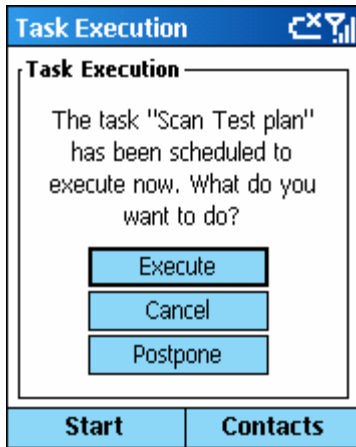 Task Execution
Task Execution
The task "Scan Test plan"
has been scheduled to
execute now. What do you
want to do?
Execute
Cancel
Postpone
Start
Contacts